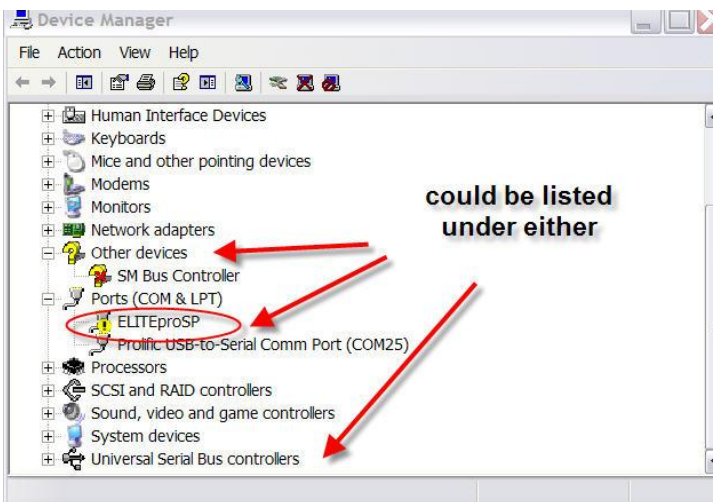 Device Manager
File Action View Help
Human Interface Devices
Keyboards
Mice and other pointing devices
Modems
Monitors
Network adapters
Other devices
SM Bus Controller
Ports (COM & LPT)
ELITEproSP
Prolific USB-to-Serial Comm Port (COM25)
Processors
SCSI and RAID controllers
Sound, video and game controllers
System devices
Universal Serial Bus controllers
could be listed
under either